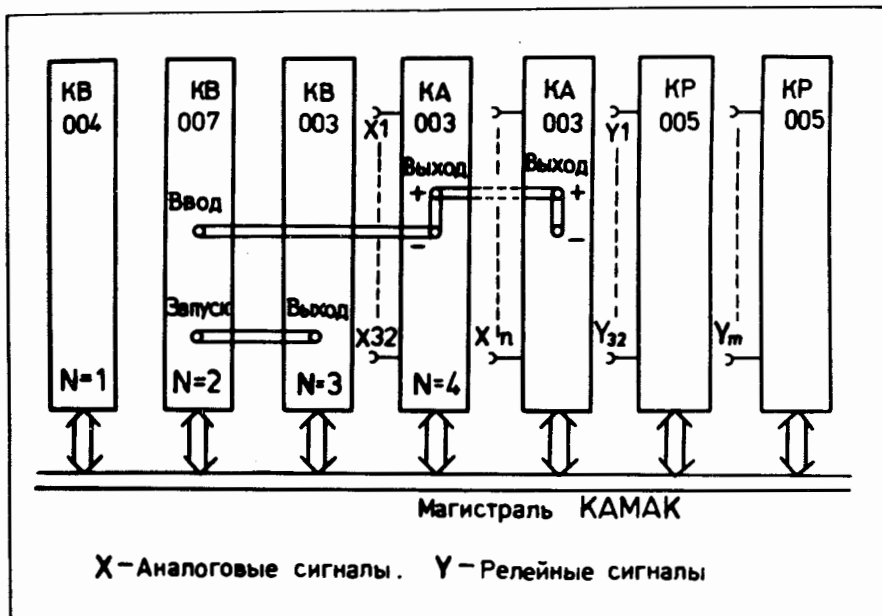 КВ КВ КВ КА КА КР КР
004 007 003 003 003 005 005
X1 Y1
Выход Выход
+ +
Ввод
− −
Запуск Выход
X32 Xn Y32 Ym
N=1 N=2 N=3 N=4
Магистраль КАМАК
X−Аналоговые сигналы. Y−Релейные сигналы